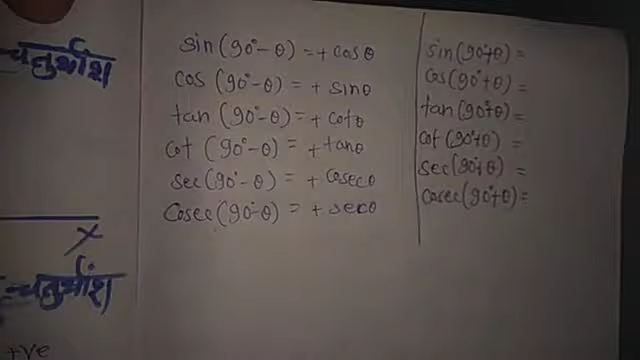 चतुर्थांश
X
चतुर्थांश
+ve
sin(90°-θ) = + cosθ
cos (90°-θ) = + sinθ
tan (90°-θ) = + cotθ
cot (90°-θ) = + tanθ
sec (90°-θ) = + cosecθ
Cosec(90°-θ) = + secθ
sin(90°+θ) =
Cos(90°+θ) =
tan(90°+θ) =
cot (90°+θ) =
sec(90°+θ) =
cosec(90°+θ) =